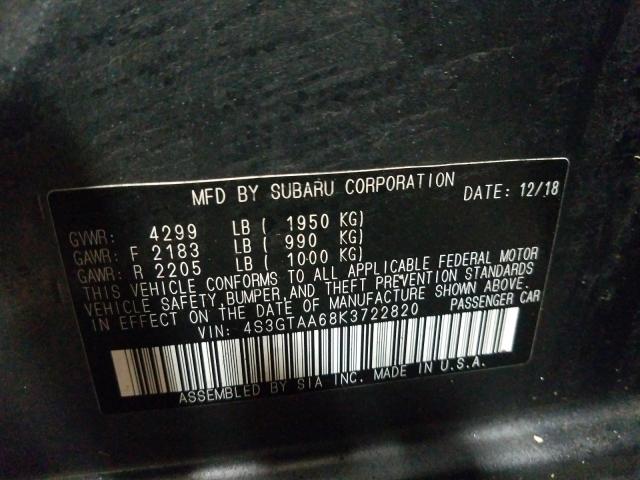 MFD BY SUBARU CORPORATION DATE: 12/18
GVWR: 4299 LB ( 1950 KG)
GAWR: F 2183 LB ( 990 KG)
GAWR: R 2205 LB ( 1000 KG)
THIS VEHICLE CONFORMS TO ALL APPLICABLE FEDERAL MOTOR
VEHICLE SAFETY, BUMPER, AND THEFT PREVENTION STANDARDS
IN EFFECT ON THE DATE OF MANUFACTURE SHOWN ABOVE.
VIN: 4S3GTAA68K3722820 PASSENGER CAR
ASSEMBLED BY SIA INC. MADE IN U.S.A.